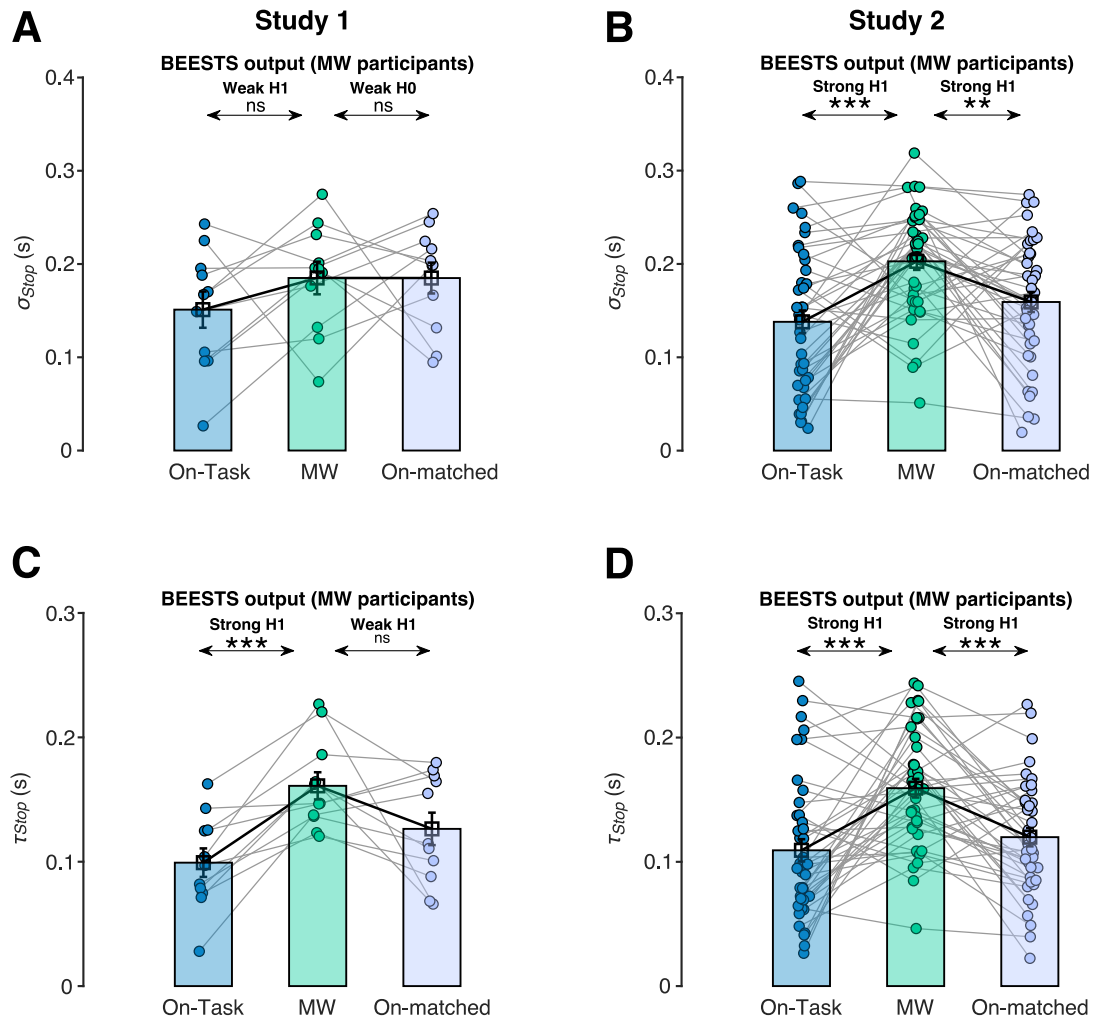 Study 1
Study 2
A
BEESTS output (MW participants)
Weak H1
ns
Weak H0
ns
0.4
0.3
0.2
0.1
0
σStop (s)
On-Task
MW
On-matched
B
BEESTS output (MW participants)
Strong H1
***
Strong H1
**
0.4
0.3
0.2
0.1
0
σStop (s)
On-Task
MW
On-matched
C
BEESTS output (MW participants)
Strong H1
***
Weak H1
ns
0.3
0.2
0.1
0
τStop (s)
On-Task
MW
On-matched
D
BEESTS output (MW participants)
Strong H1
***
Strong H1
***
0.3
0.2
0.1
0
τStop (s)
On-Task
MW
On-matched